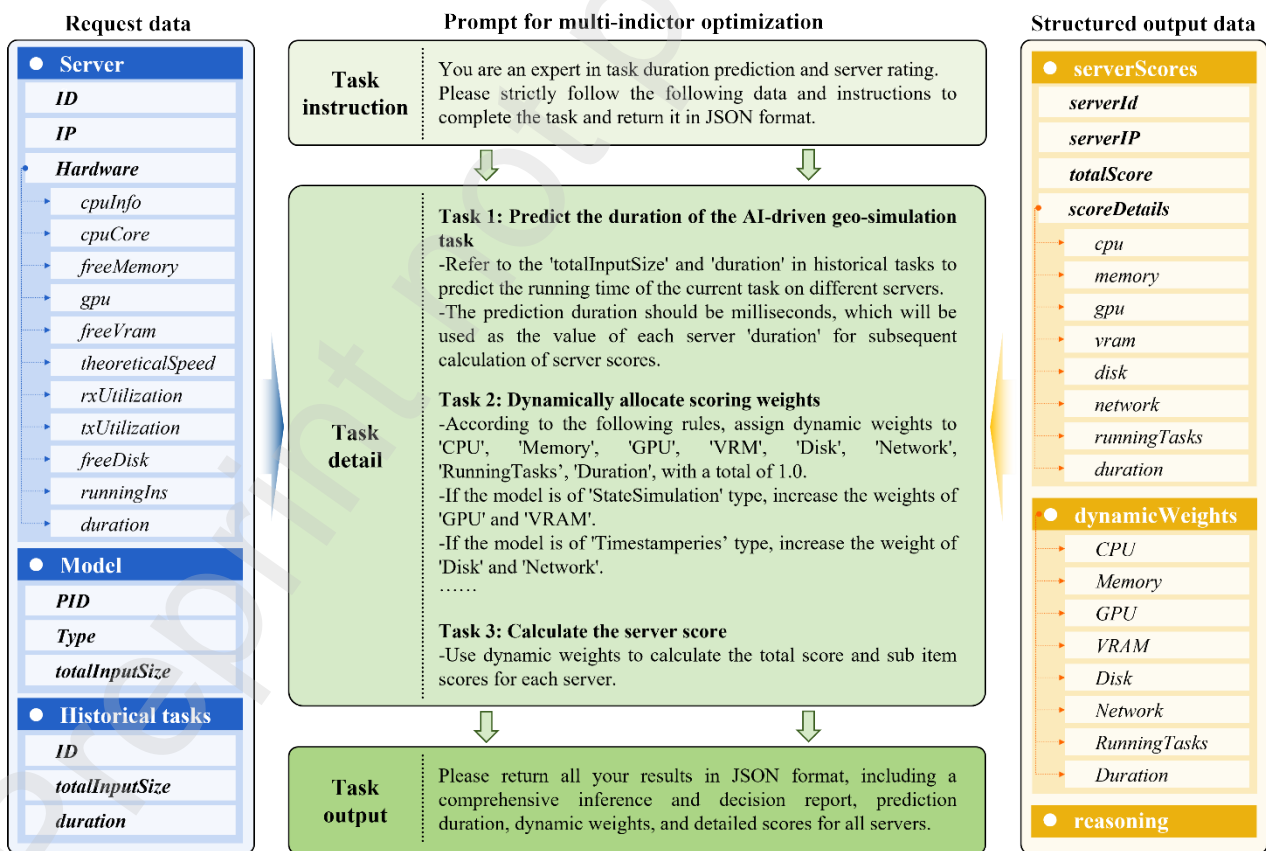 Request data
Server
ID
IP
Hardware
cpuInfo
cpuCore
freeMemory
gpu
freeVram
theoreticalSpeed
rxUtilization
txUtilization
freeDisk
runningIns
duration
Model
PID
Type
totalInputSize
Historical tasks
ID
totalInputSize
duration
Prompt for multi-indictor optimization
Task
instruction
You are an expert in task duration prediction and server rating.
Please strictly follow the following data and instructions to
complete the task and return it in JSON format.
Task
detail
Task 1: Predict the duration of the AI-driven geo-simulation
task
-Refer to the 'totalInputSize' and 'duration' in historical tasks to
predict the running time of the current task on different servers.
-The prediction duration should be milliseconds, which will be
used as the value of each server 'duration' for subsequent
calculation of server scores.
Task 2: Dynamically allocate scoring weights
-According to the following rules, assign dynamic weights to
'CPU', 'Memory', 'GPU', 'VRM', 'Disk', 'Network',
'RunningTasks’, 'Duration', with a total of 1.0.
-If the model is of 'StateSimulation' type, increase the weights of
'GPU' and 'VRAM'.
-If the model is of 'Timestamperies’ type, increase the weight of
'Disk' and 'Network'.
……
Task 3: Calculate the server score
-Use dynamic weights to calculate the total score and sub item
scores for each server.
Task
output
Please return all your results in JSON format, including a
comprehensive inference and decision report, prediction
duration, dynamic weights, and detailed scores for all servers.
Structured output data
serverScores
serverId
serverIP
totalScore
scoreDetails
cpu
memory
gpu
vram
disk
network
runningTasks
duration
dynamicWeights
CPU
Memory
GPU
VRAM
Disk
Network
RunningTasks
Duration
reasoning
Preprint not p